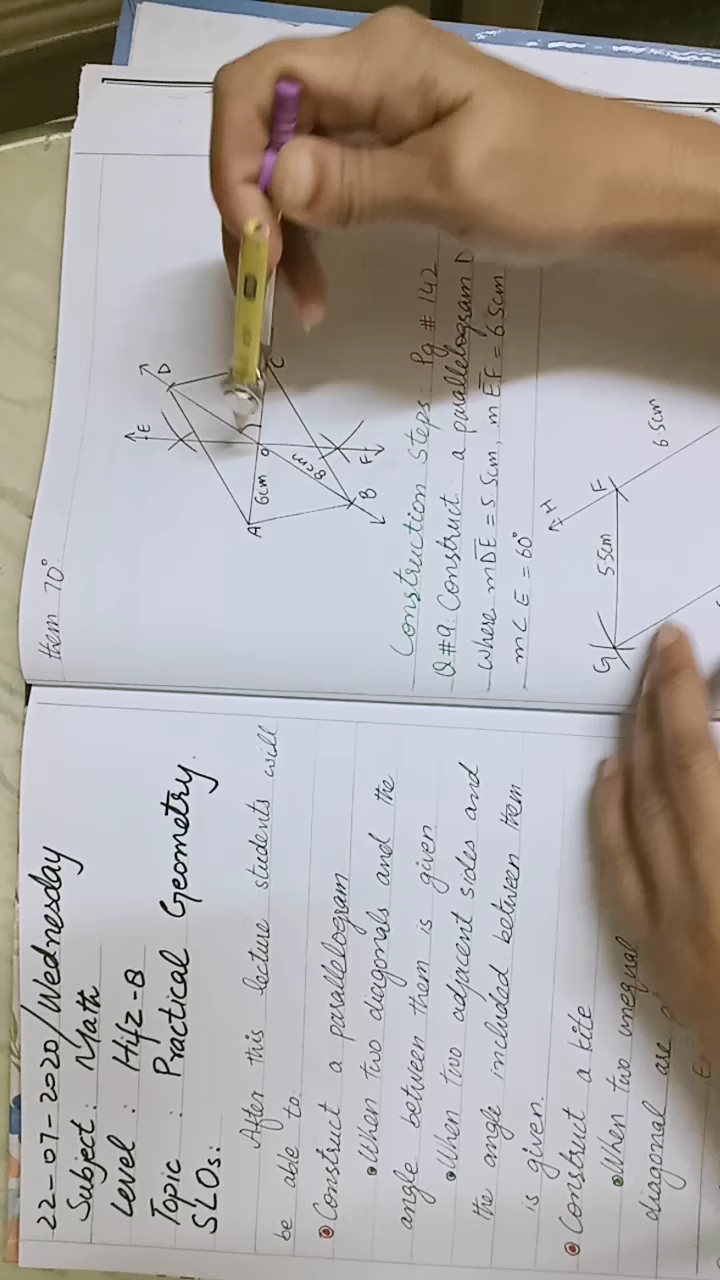 22-07-2020/Wednesday
Subject : Math
Level : Hifz-B
Topic : Practical Geometry.
SLOs:
After this lecture students will
be able to
Construct a parallelogram
When two diagonals and the
angle between them is given
When two adjacent sides and
the angle included between them
is given.
Construct a kite
When two unequal
diagonal are
them 70°
E
D
A
6cm
O
C
8cm
B
F
Construction Steps: Pg # 142
Q#9: Construct a parallelogram D
where mDE = 5.5cm, mEF = 6.5cm
m∠E = 60°
H
G
5.5cm
F
6.5cm